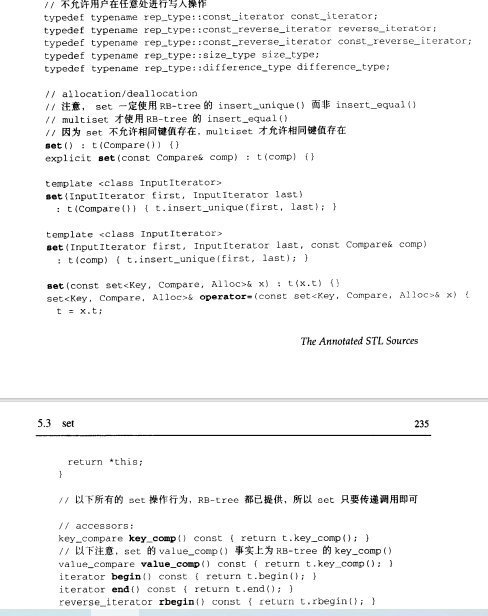 // 不允许用户在任意处进行写入操作
typedef typename rep_type::const_iterator const_iterator;
typedef typename rep_type::const_reverse_iterator reverse_iterator;
typedef typename rep_type::const_reverse_iterator const_reverse_iterator;
typedef typename rep_type::size_type size_type;
typedef typename rep_type::difference_type difference_type;
// allocation/deallocation
// 注意, set 一定使用 RB-tree 的 insert_unique() 而非 insert_equal()
// multiset 才使用 RB-tree 的 insert_equal()
// 因为 set 不允许相同键值存在, multiset 才允许相同键值存在
set() : t(Compare()) {}
explicit set(const Compare& comp) : t(comp) {}
template <class InputIterator>
set(InputIterator first, InputIterator last)
: t(Compare()) { t.insert_unique(first, last); }
template <class InputIterator>
set(InputIterator first, InputIterator last, const Compare& comp)
: t(comp) { t.insert_unique(first, last); }
set(const set<Key, Compare, Alloc>& x) : t(x.t) {}
set<Key, Compare, Alloc>& operator=(const set<Key, Compare, Alloc>& x) {
t = x.t;
The Annotated STL Sources
5.3 set 235
return *this;
}
// 以下所有的 set 操作行为, RB-tree 都已提供, 所以 set 只要传递调用即可
// accessors:
key_compare key_comp() const { return t.key_comp(); }
// 以下注意, set 的 value_comp() 事实上为 RB-tree 的 key_comp()
value_compare value_comp() const { return t.key_comp(); }
iterator begin() const { return t.begin(); }
iterator end() const { return t.end(); }
reverse_iterator rbegin() const { return t.rbegin(); }